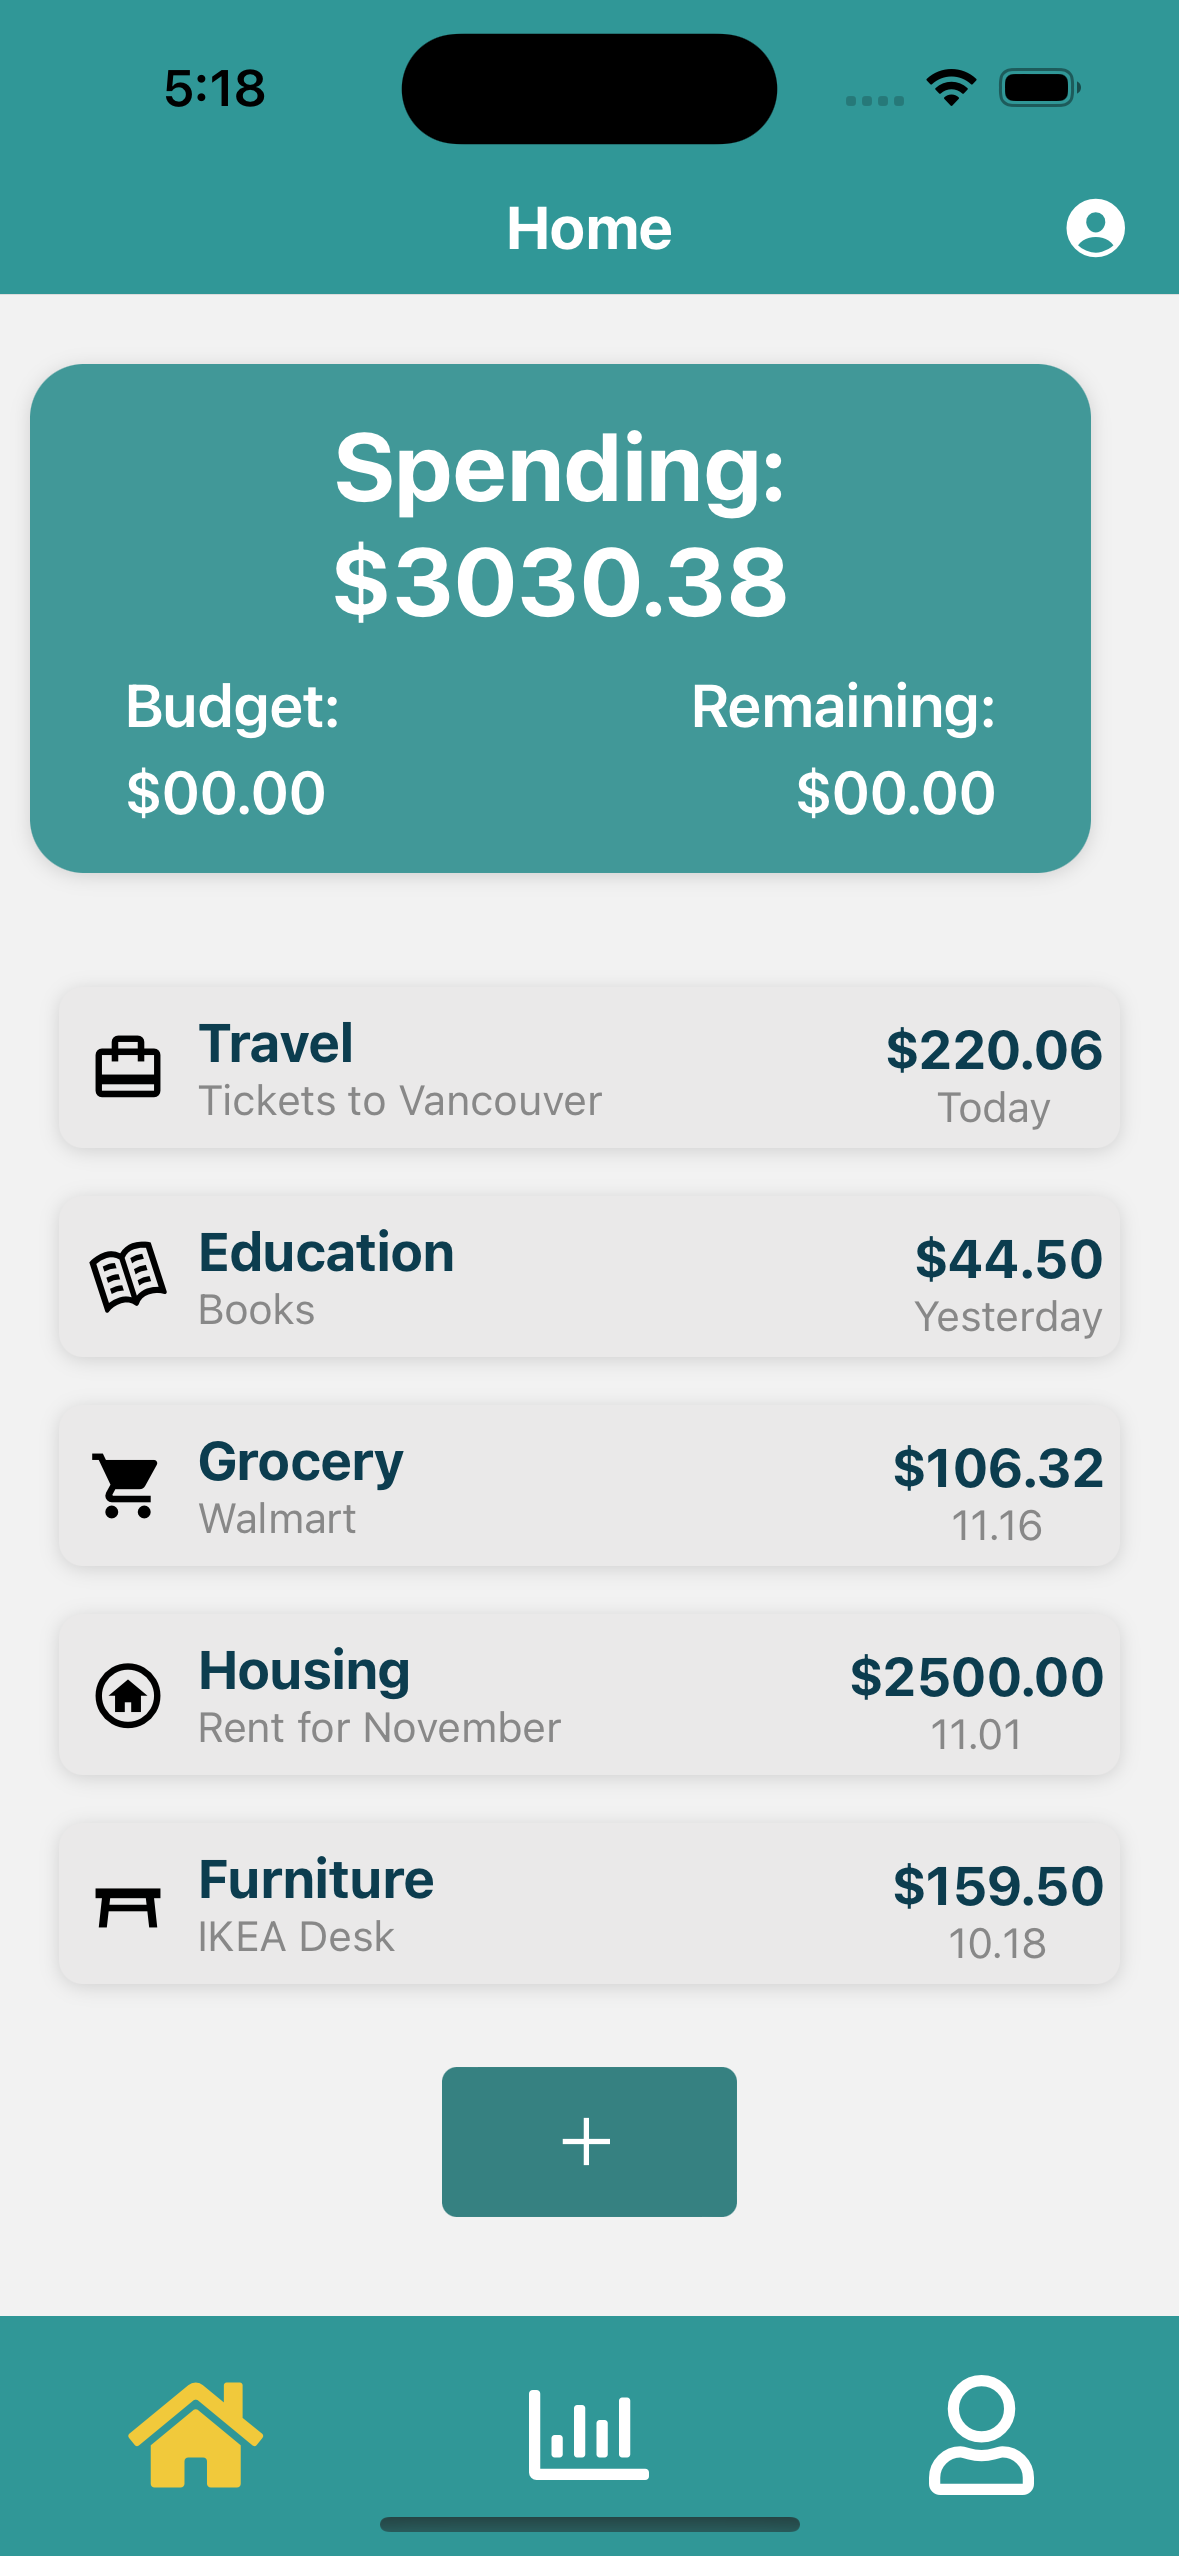 5:18
Home
Spending:
$3030.38
Budget:
Remaining:
$00.00
$00.00
Travel
$220.06
Tickets to Vancouver
Today
Education
$44.50
Books
Yesterday
Grocery
$106.32
Walmart
11.16
Housing
$2500.00
Rent for November
11.01
Furniture
$159.50
IKEA Desk
10.18
+